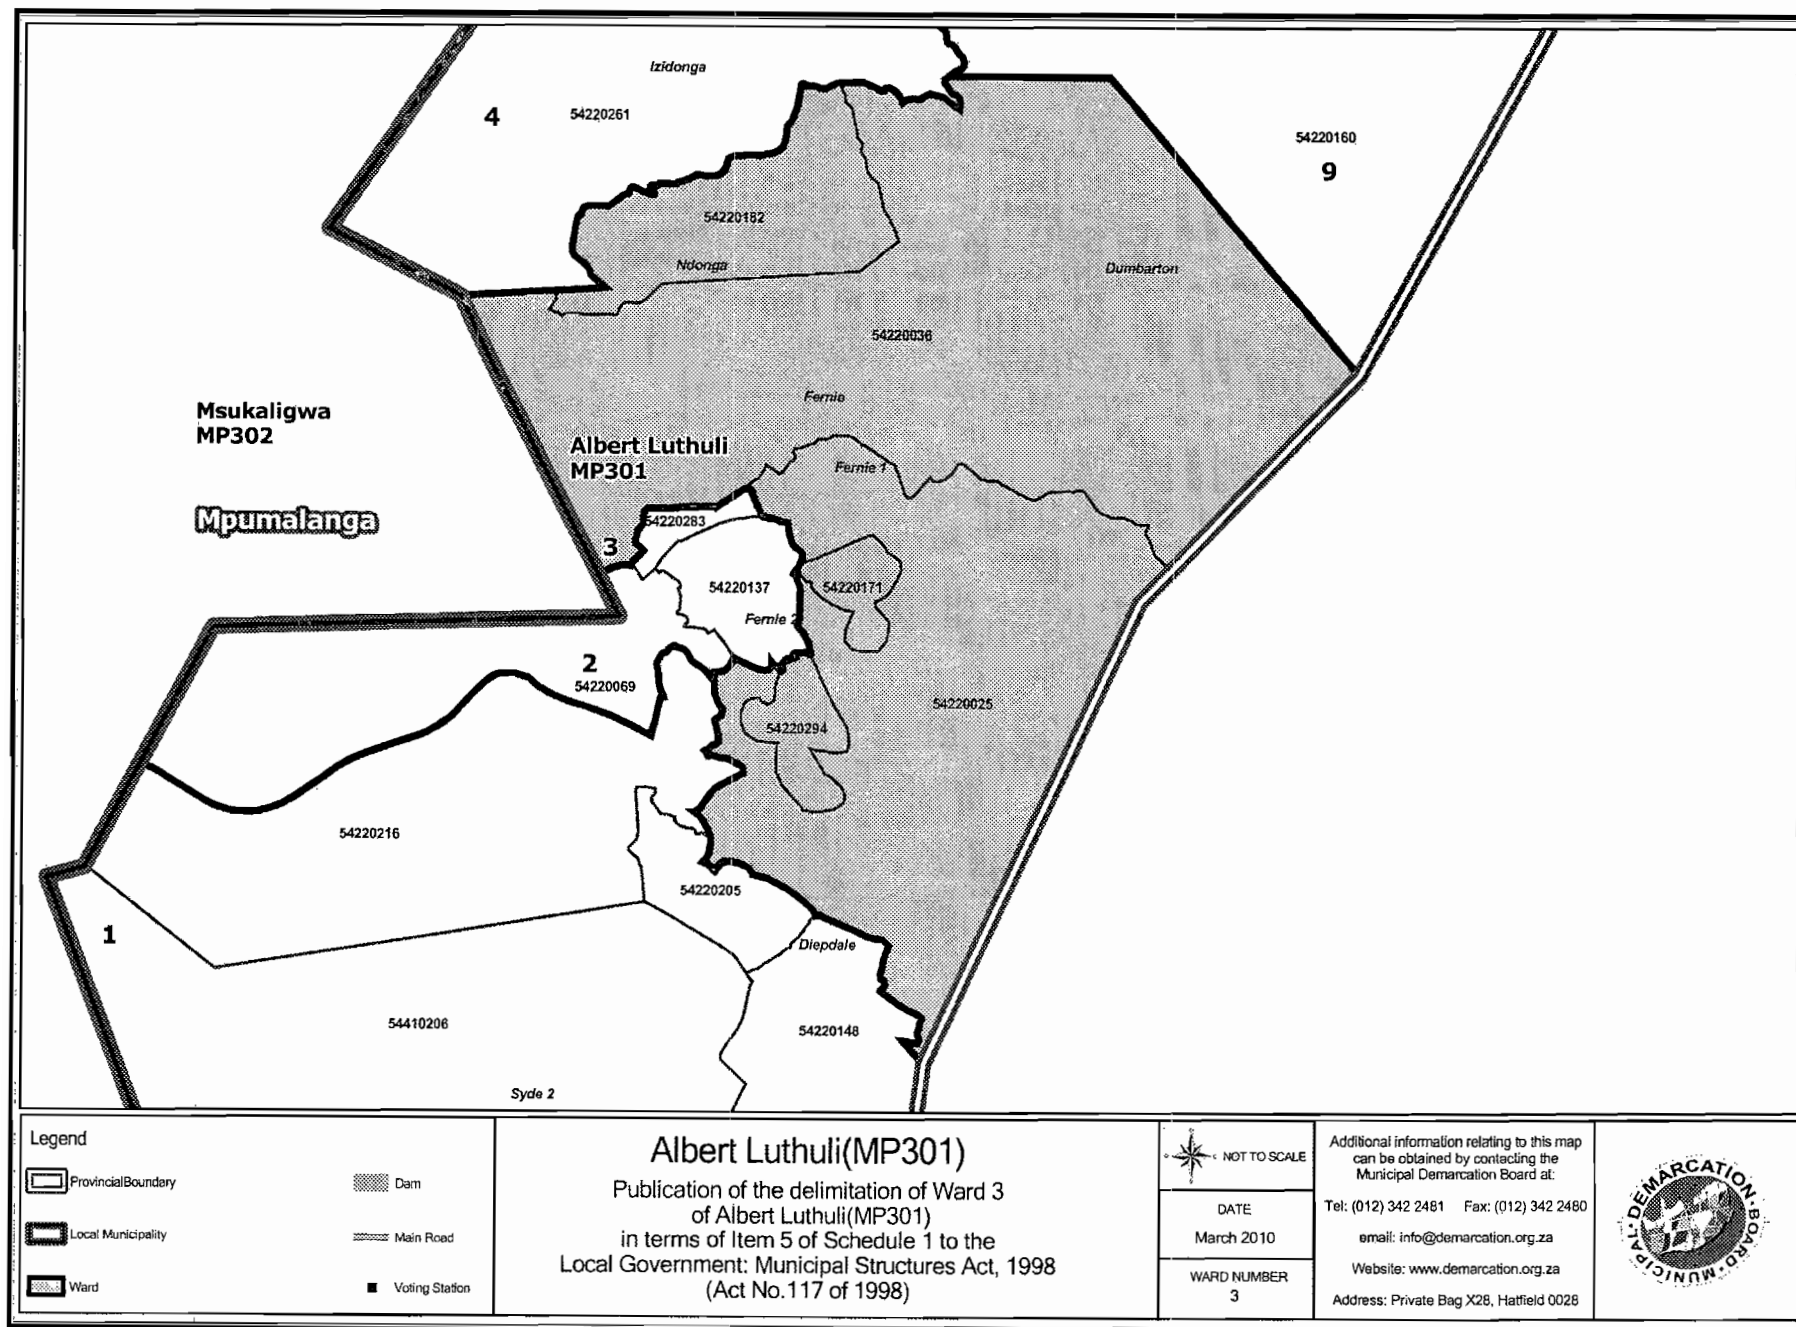 Izidonga
4
54220261
54220160
9
54220182
Ndonga
Dumbarton
54220036
Fernie
Msukaligwa
MP302
Albert Luthuli
MP301
Fernie 1
Mpumalanga
54220283
3
54220137
54220171
Fernie 2
2
54220069
54220025
54220294
54220216
54220205
1
Diepdale
54410206
54220148
Syde 2
Legend
ProvincialBoundary
Local Municipality
Ward
Dam
Main Road
Voting Station
Albert Luthuli(MP301)
Publication of the delimitation of Ward 3
of Albert Luthuli(MP301)
in terms of Item 5 of Schedule 1 to the
Local Government: Municipal Structures Act, 1998
(Act No.117 of 1998)
NOT TO SCALE
DATE
March 2010
WARD NUMBER
3
Additional information relating to this map
can be obtained by contacting the
Municipal Demarcation Board at:
Tel: (012) 342 2481 Fax: (012) 342 2480
email: info@demarcation.org.za
Website: www.demarcation.org.za
Address: Private Bag X28, Hatfield 0028
MUNICIPAL·DEMARCATION·BOARD·